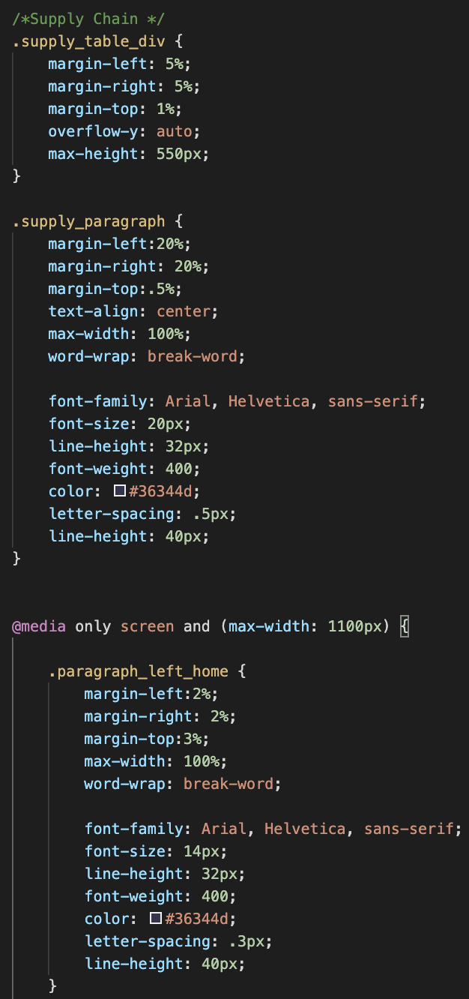 /*Supply Chain */
.supply_table_div {
margin-left: 5%;
margin-right: 5%;
margin-top: 1%;
overflow-y: auto;
max-height: 550px;
}
.supply_paragraph {
margin-left:20%;
margin-right: 20%;
margin-top:.5%;
text-align: center;
max-width: 100%;
word-wrap: break-word;
font-family: Arial, Helvetica, sans-serif;
font-size: 20px;
line-height: 32px;
font-weight: 400;
color: #36344d;
letter-spacing: .5px;
line-height: 40px;
}
@media only screen and (max-width: 1100px) {
.paragraph_left_home {
margin-left:2%;
margin-right: 2%;
margin-top:3%;
max-width: 100%;
word-wrap: break-word;
font-family: Arial, Helvetica, sans-serif;
font-size: 14px;
line-height: 32px;
font-weight: 400;
color: #36344d;
letter-spacing: .3px;
line-height: 40px;
}